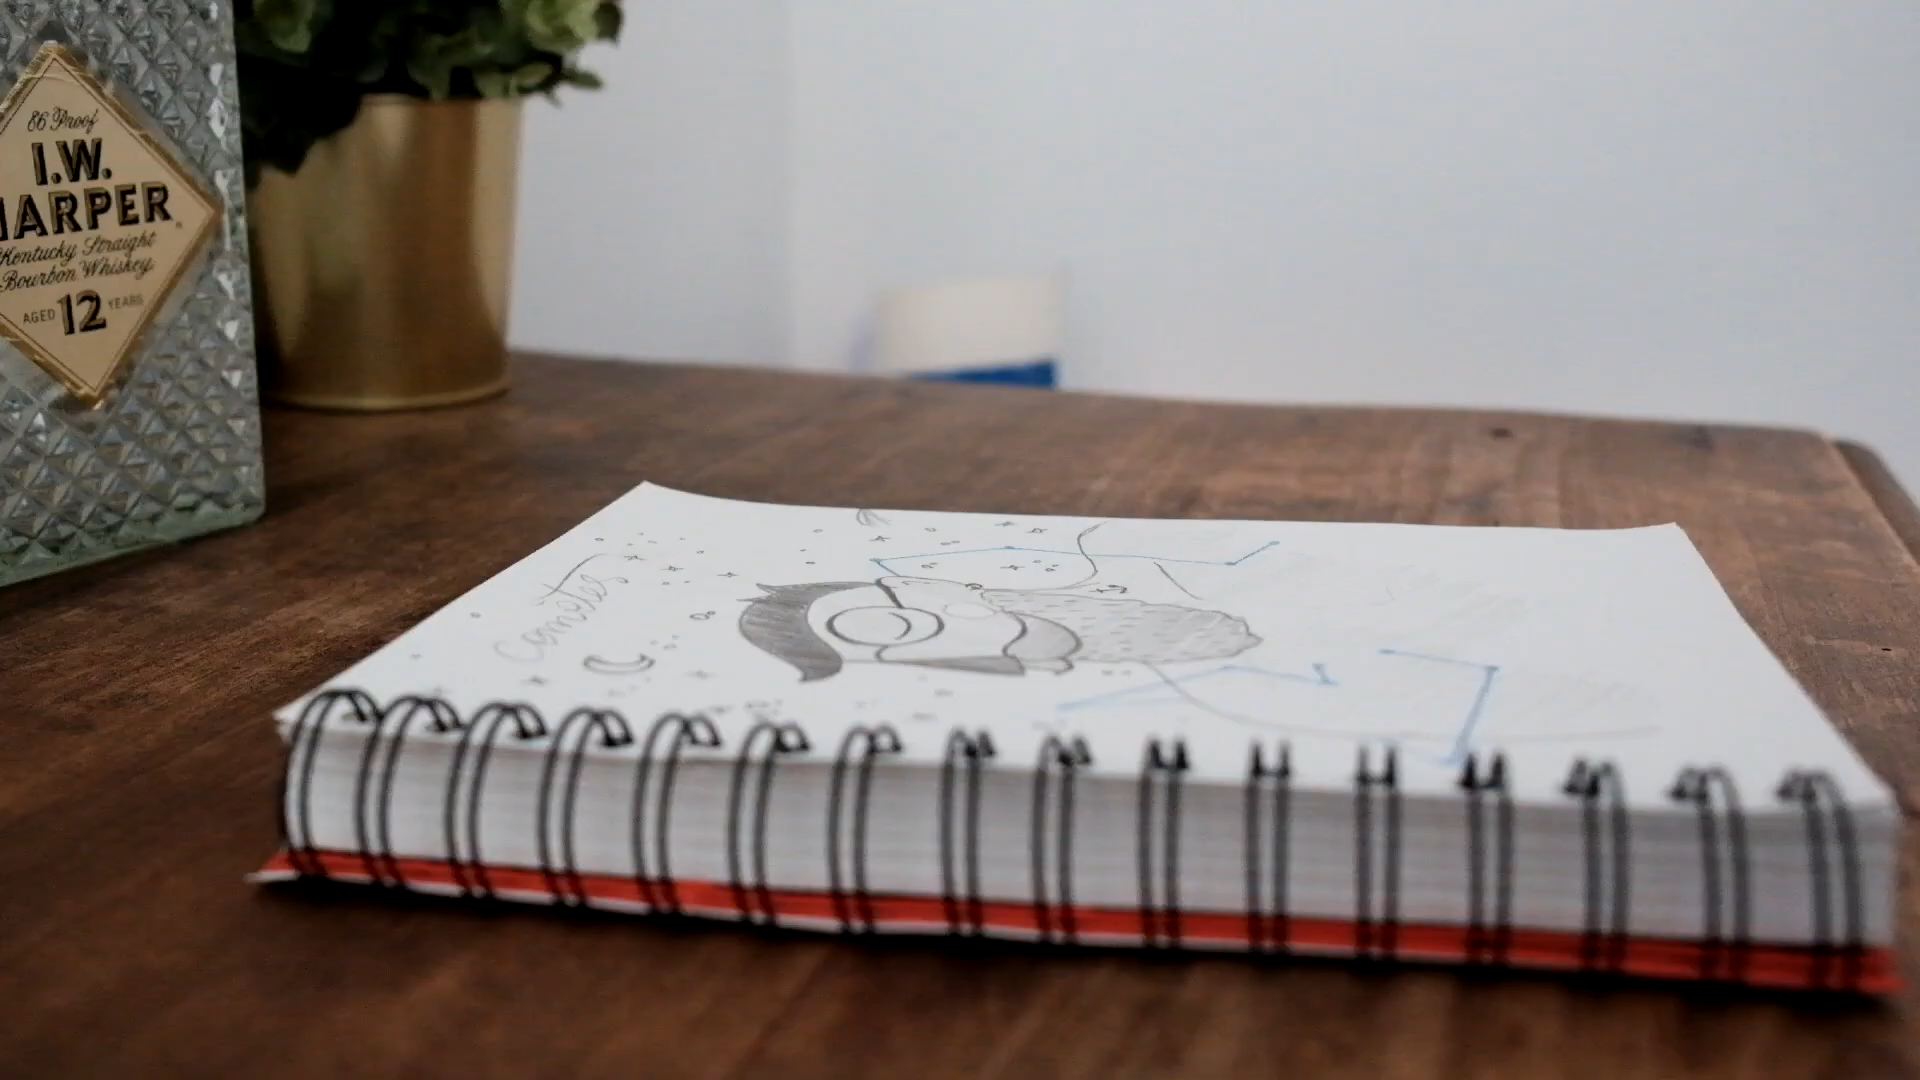 86 Proof
I.W.
HARPER
Kentucky Straight
Bourbon Whiskey
AGED 12 YEARS